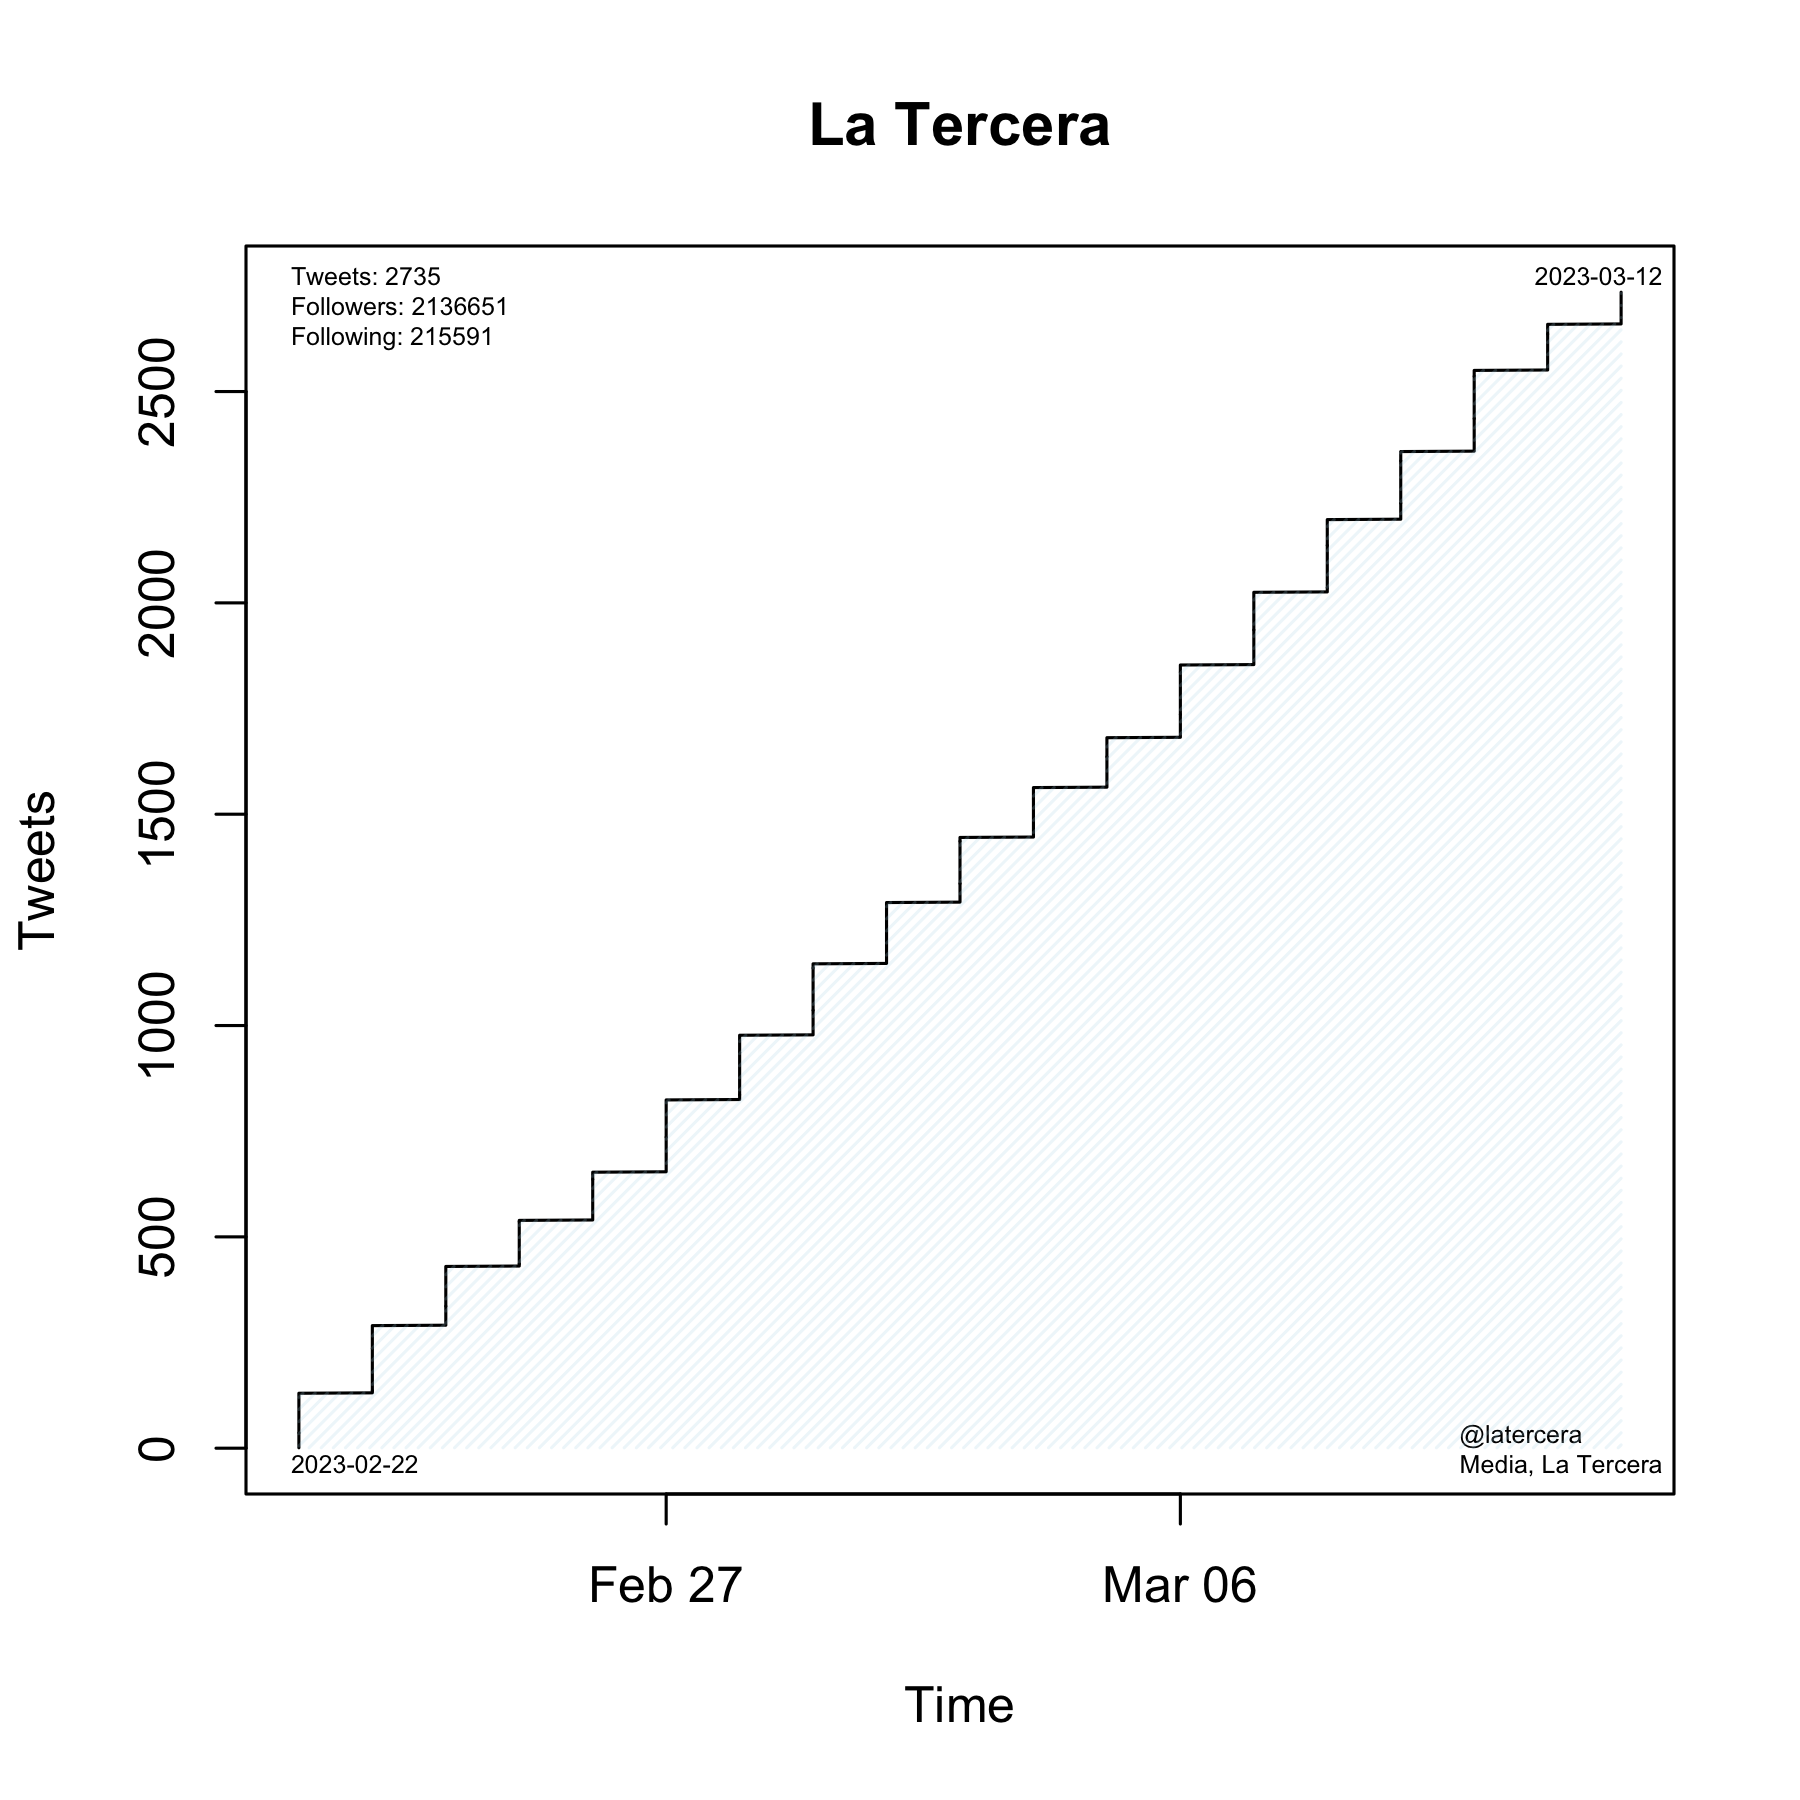 La Tercera
Tweets: 2735
Followers: 2136651
Following: 215591
2023-03-12
2500
2000
1500
1000
500
0
Tweets
2023-02-22
@latercera
Media, La Tercera
Feb 27
Mar 06
Time